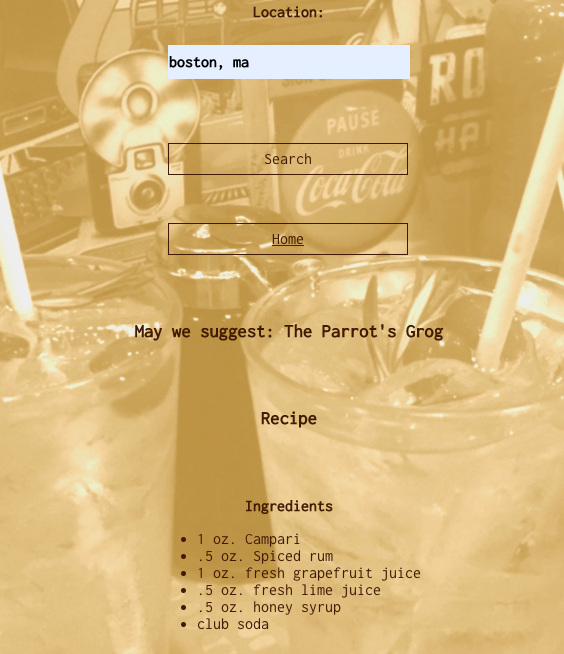 Location:
boston, ma
RO
HA
PAUSE
DRINK
Coca-Cola
Search
Home
May we suggest: The Parrot's Grog
Recipe
Ingredients
1 oz. Campari
.5 oz. Spiced rum
1 oz. fresh grapefruit juice
.5 oz. fresh lime juice
.5 oz. honey syrup
club soda